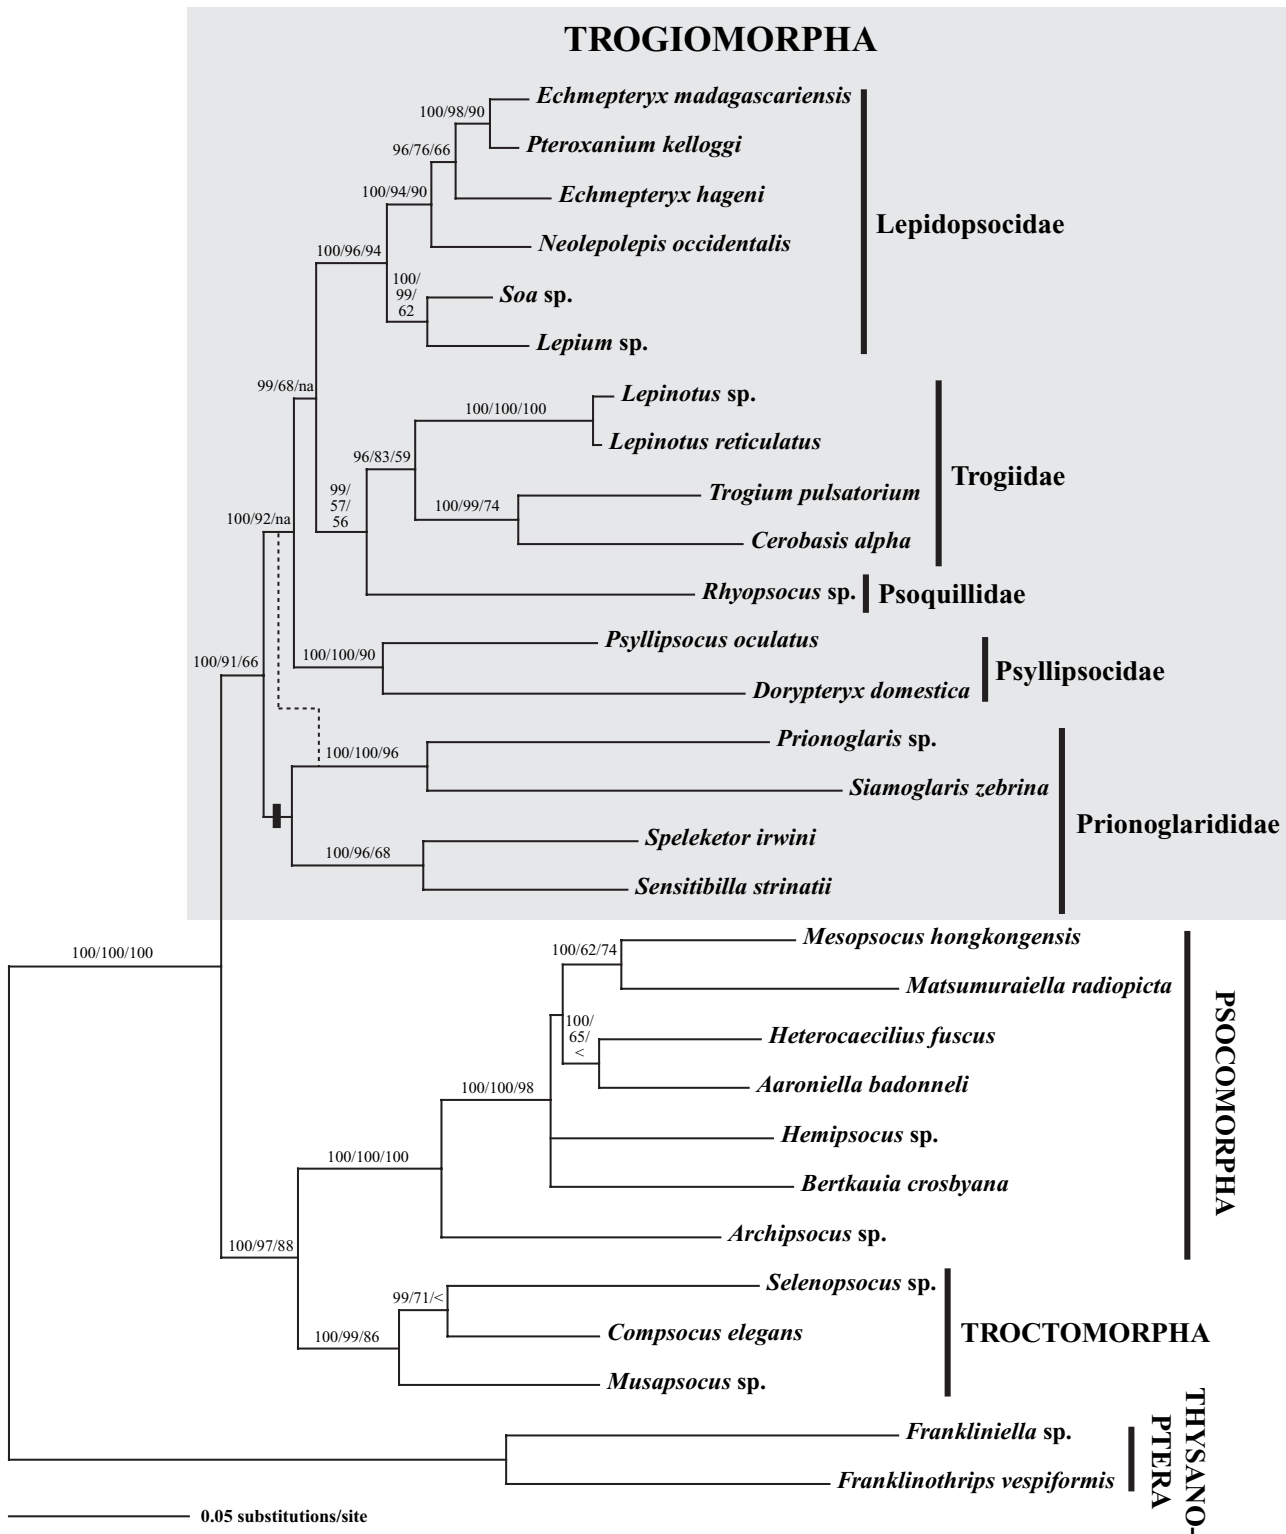 TROGIOMORPHA
Echmepteryx madagascariensis
100/98/90
Pteroxanium kelloggi
96/76/66
Echmepteryx hageni
100/94/90
Lepidopsocidae
Neolepolepis occidentalis
100/96/94
100/
99/
62
Soa sp.
Lepium sp.
99/68/na
Lepinotus sp.
100/100/100
Lepinotus reticulatus
96/83/59
Trogiidae
99/
57/
56
Trogium pulsatorium
100/99/74
100/92/na
Cerobasis alpha
Rhyopsocus sp.
Psoquillidae
Psyllipsocus oculatus
100/100/90
100/91/66
Psyllipsocidae
Dorypteryx domestica
Prionoglaris sp.
100/100/96
Siamoglaris zebrina
Prionoglarididae
Speleketor irwini
100/96/68
Sensitibilla strinatii
Mesopsocus hongkongensis
100/62/74
100/100/100
Matsumuraiella radiopicta
100/
65/
<
Heterocaecilius fuscus
Aaroniella badonneli
100/100/98
PSOCOMORPHA
Hemipsocus sp.
100/100/100
Bertkauia crosbyana
Archipsocus sp.
100/97/88
Selenopsocus sp.
99/71/<
Compsocus elegans
TROCTOMORPHA
100/99/86
Musapsocus sp.
Frankliniella sp.
THYSANO-
PTERA
Franklinothrips vespiformis
0.05 substitutions/site